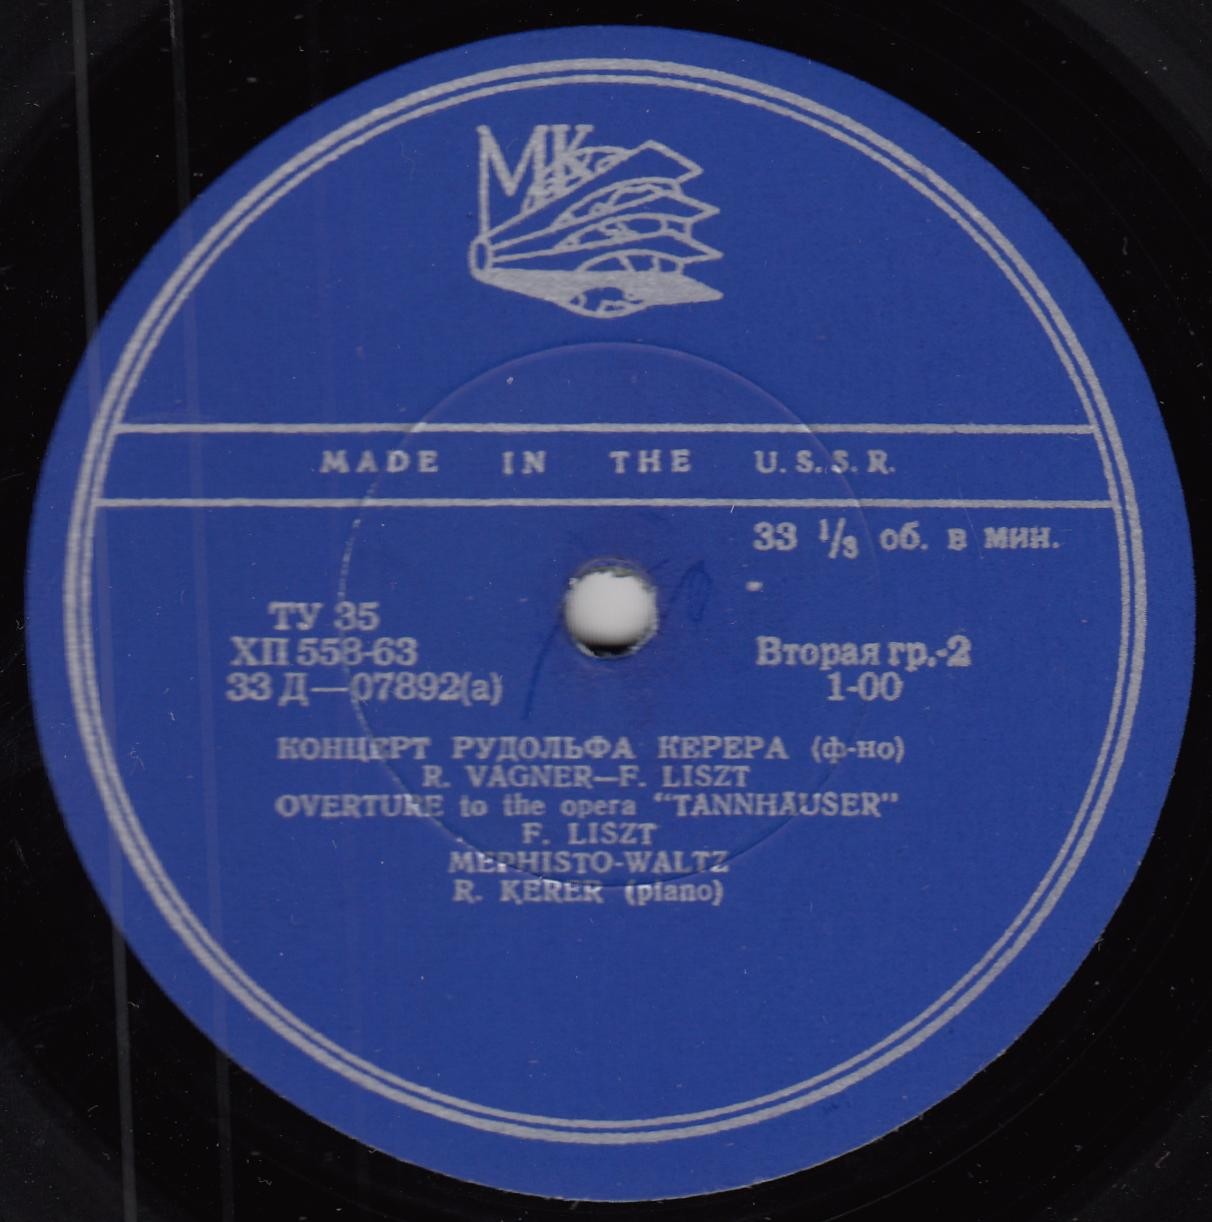 МК
MADE IN THE U.S.S.R.
33 1/3 об. в мин.
ТУ 35
ХП 558-63
33 Д—07892(а)
Вторая гр.-2
1-00
КОНЦЕРТ РУДОЛЬФА КЕРЕРА (ф-но)
R. VAGNER—F. LISZT
OVERTURE to the opera “TANNHÄUSER”
F. LISZT
MEPHISTO-WALTZ
R. KERER (piano)